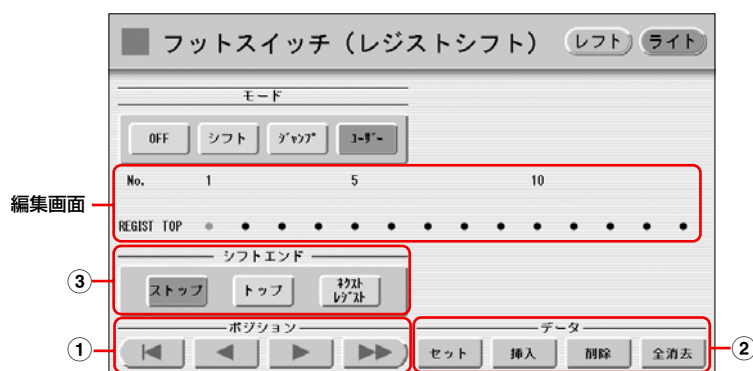 フットスイッチ（レジストシフト） レフト ライト
モード
OFF シフト ジャンプ ユーザー
No. 1 5 10
編集画面
REGIST TOP
シフトエンド
③
ストップ トップ ネクスト
レジスト
ポジション データ
① セット 挿入 削除 全消去 ②